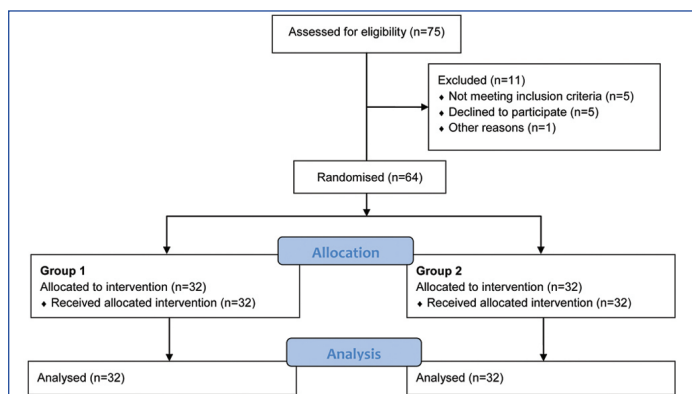 Assessed for eligibility (n=75)
Excluded (n=11)
♦ Not meeting inclusion criteria (n=5)
♦ Declined to participate (n=5)
♦ Other reasons (n=1)
Randomised (n=64)
Allocation
Group 1
Allocated to intervention (n=32)
♦ Received allocated intervention (n=32)
Group 2
Allocated to intervention (n=32)
♦ Received allocated intervention (n=32)
Analysis
Analysed (n=32)
Analysed (n=32)